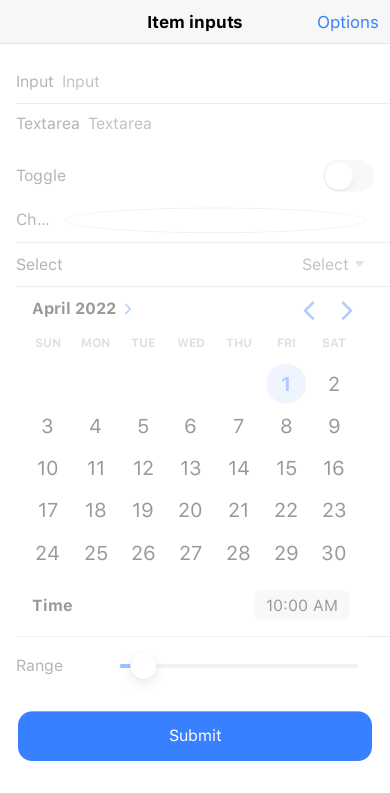 Item inputs Options
Input Input
Textarea Textarea
Toggle
Ch...
Select Select
April 2022
SUN MON TUE WED THU FRI SAT
1 2
3 4 5 6 7 8 9
10 11 12 13 14 15 16
17 18 19 20 21 22 23
24 25 26 27 28 29 30
Time 10:00 AM
Range
Submit